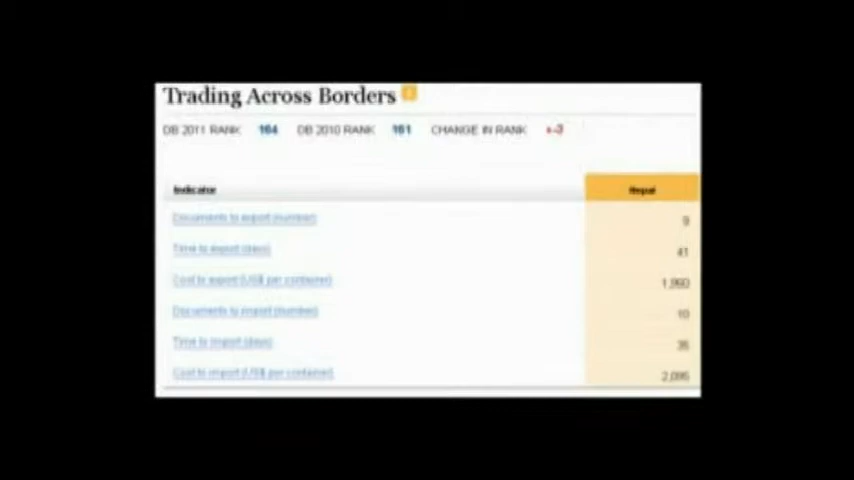 Trading Across Borders
DB 2011 RANK 164 DB 2010 RANK 161 CHANGE IN RANK -3
Indicator Nepal
Documents to export (number) 9
Time to export (days) 41
Cost to export (US$ per container) 1,960
Documents to import (number) 10
Time to import (days) 35
Cost to import (US$ per container) 2,095